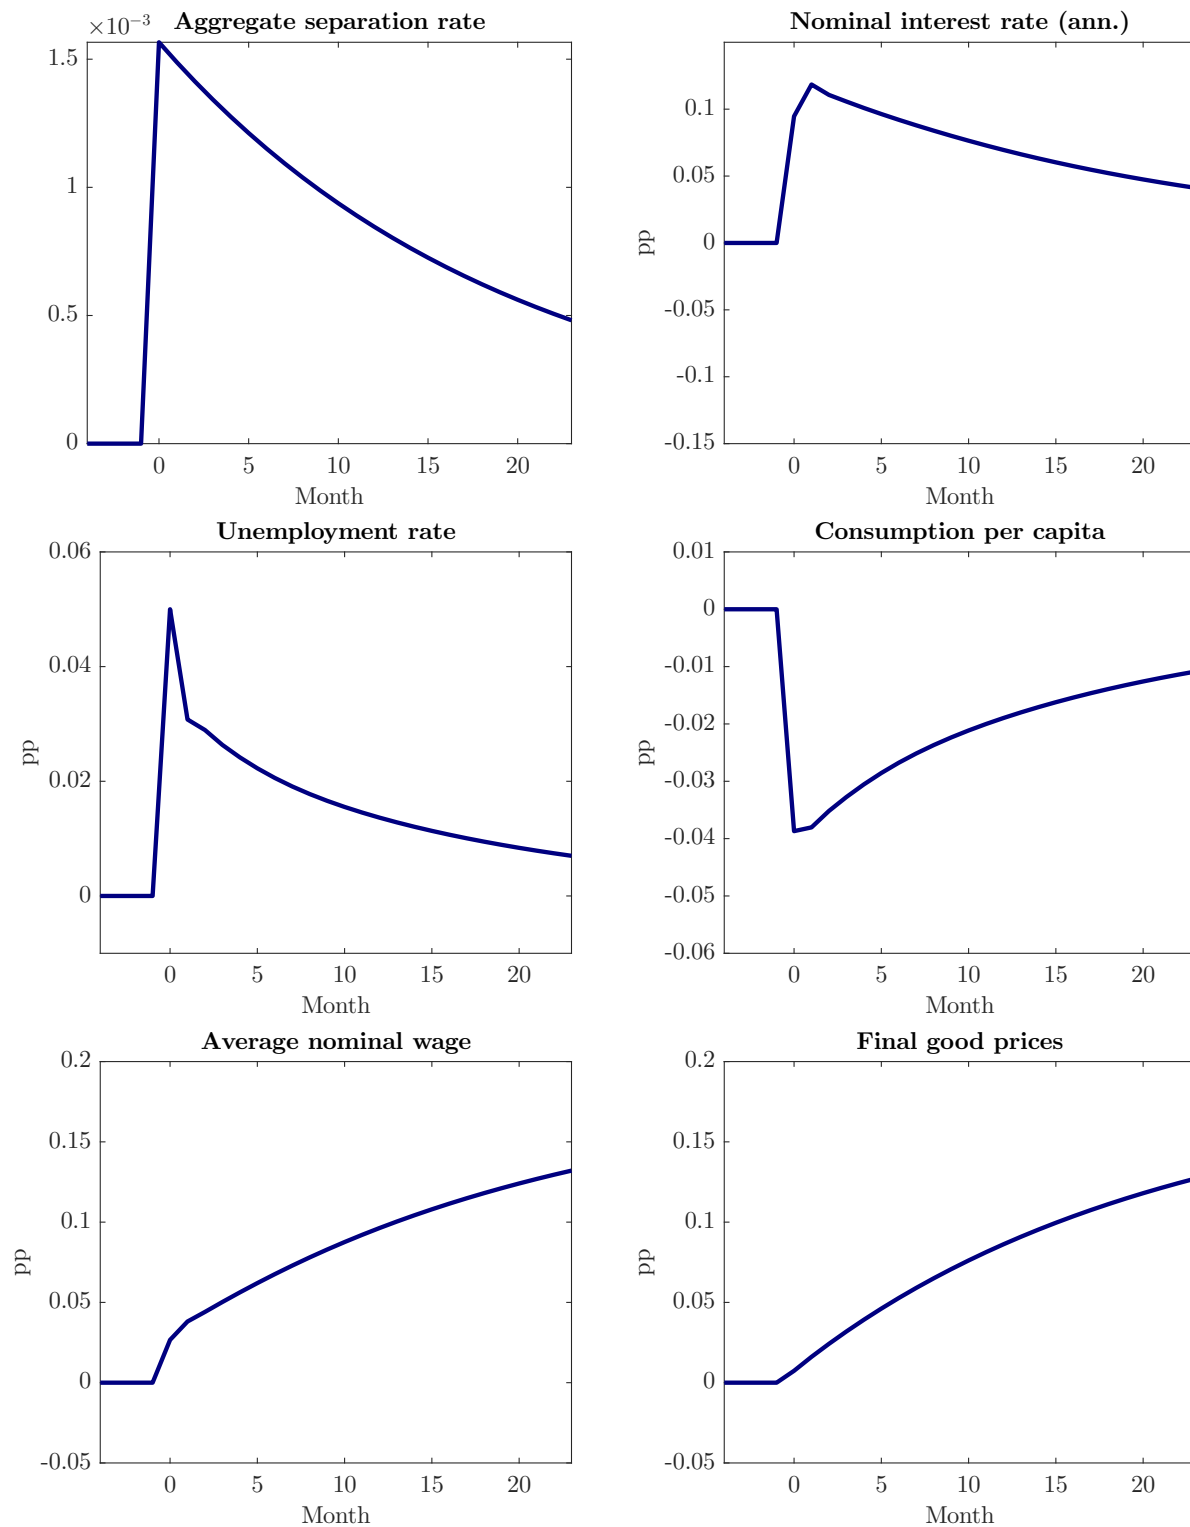 Aggregate separation rate
×10⁻³
1.5
1
0.5
0
0 5 10 15 20
Month
Nominal interest rate (ann.)
pp
0.1
0.05
0
-0.05
-0.1
-0.15
0 5 10 15 20
Month
Unemployment rate
pp
0.06
0.04
0.02
0
0 5 10 15 20
Month
Consumption per capita
pp
0.01
0
-0.01
-0.02
-0.03
-0.04
-0.05
-0.06
0 5 10 15 20
Month
Average nominal wage
pp
0.2
0.15
0.1
0.05
0
-0.05
0 5 10 15 20
Month
Final good prices
pp
0.2
0.15
0.1
0.05
0
-0.05
0 5 10 15 20
Month